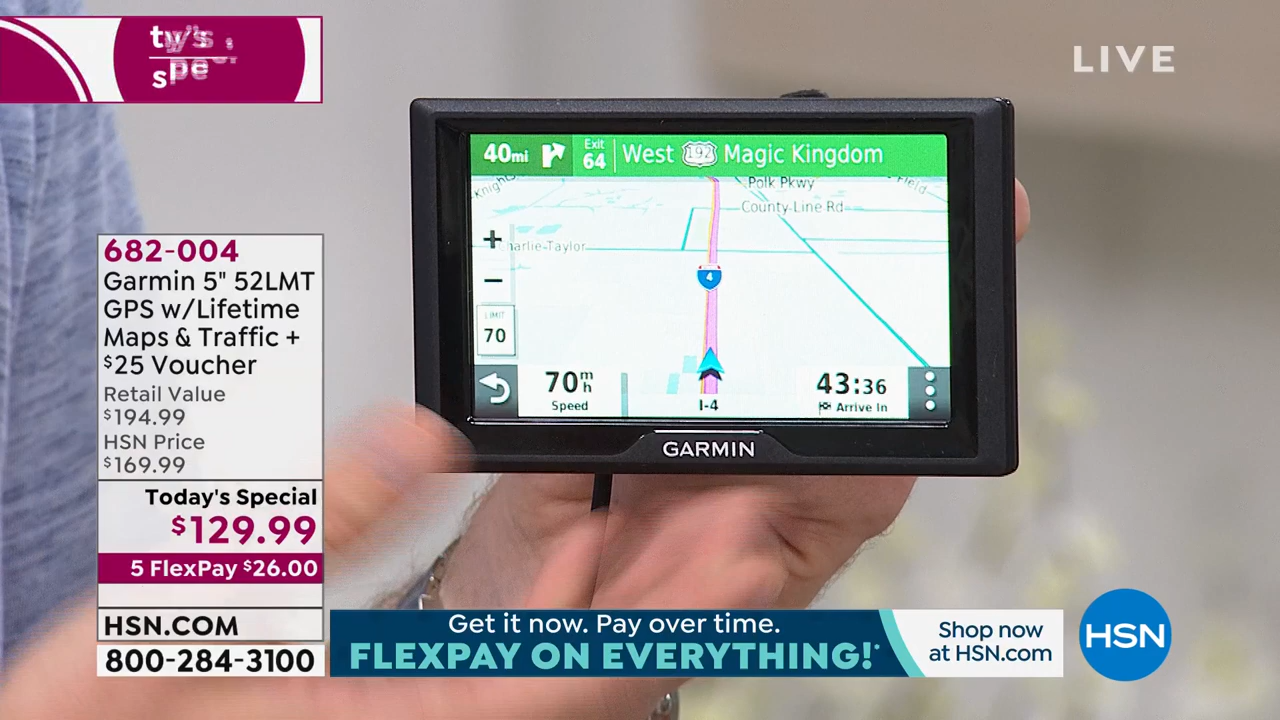 LIVE
40mi
Exit
64
West 192 Magic Kingdom
Polk Pkwy
County Line Rd
4
LIMIT
70
70mh
Speed
I-4
43:36
Arrive In
GARMIN
682-004
Garmin 5" 52LMT
GPS w/Lifetime
Maps & Traffic +
$25 Voucher
Retail Value
$194.99
HSN Price
$169.99
Today's Special
$129.99
5 FlexPay $26.00
HSN.COM
800-284-3100
Get it now. Pay over time.
FLEXPAY ON EVERYTHING!*
Shop now
at HSN.com
HSN